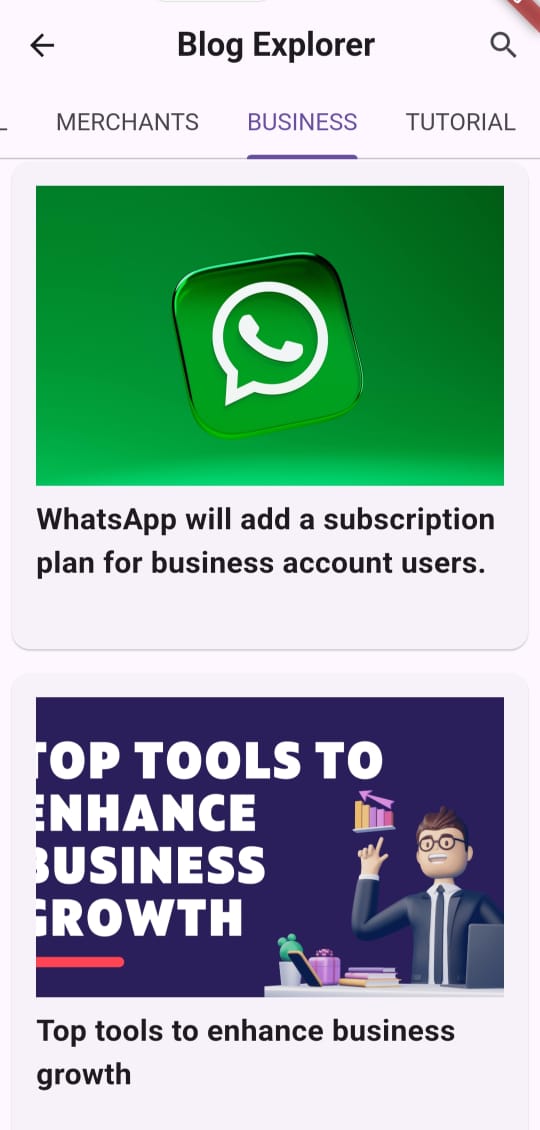 Blog Explorer
MERCHANTS BUSINESS TUTORIAL
WhatsApp will add a subscription
plan for business account users.
TOP TOOLS TO
ENHANCE
BUSINESS
GROWTH
Top tools to enhance business
growth